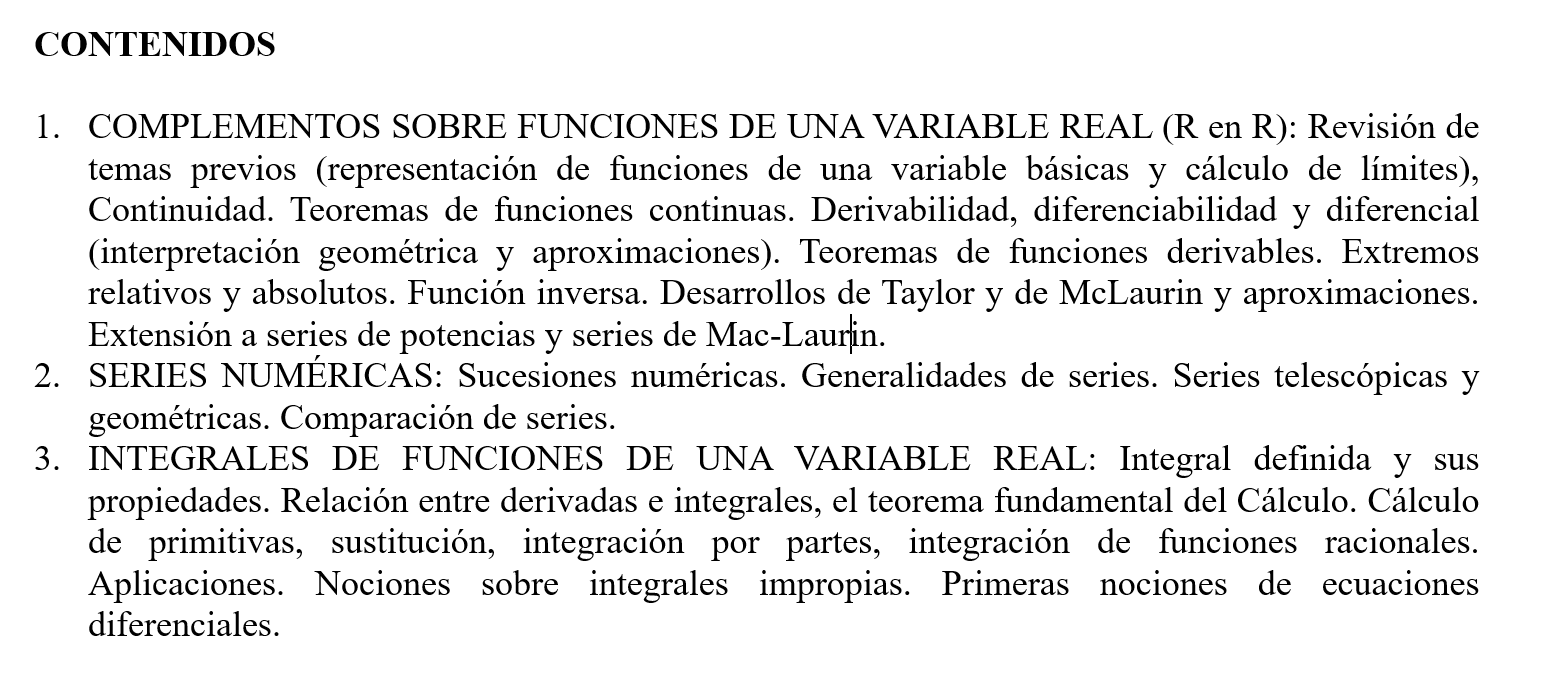 CONTENIDOS
1. COMPLEMENTOS SOBRE FUNCIONES DE UNA VARIABLE REAL (R en R): Revisión de
temas previos (representación de funciones de una variable básicas y cálculo de límites),
Continuidad. Teoremas de funciones continuas. Derivabilidad, diferenciabilidad y diferencial
(interpretación geométrica y aproximaciones). Teoremas de funciones derivables. Extremos
relativos y absolutos. Función inversa. Desarrollos de Taylor y de McLaurin y aproximaciones.
Extensión a series de potencias y series de Mac-Laurin.
2. SERIES NUMÉRICAS: Sucesiones numéricas. Generalidades de series. Series telescópicas y
geométricas. Comparación de series.
3. INTEGRALES DE FUNCIONES DE UNA VARIABLE REAL: Integral definida y sus
propiedades. Relación entre derivadas e integrales, el teorema fundamental del Cálculo. Cálculo
de primitivas, sustitución, integración por partes, integración de funciones racionales.
Aplicaciones. Nociones sobre integrales impropias. Primeras nociones de ecuaciones
diferenciales.